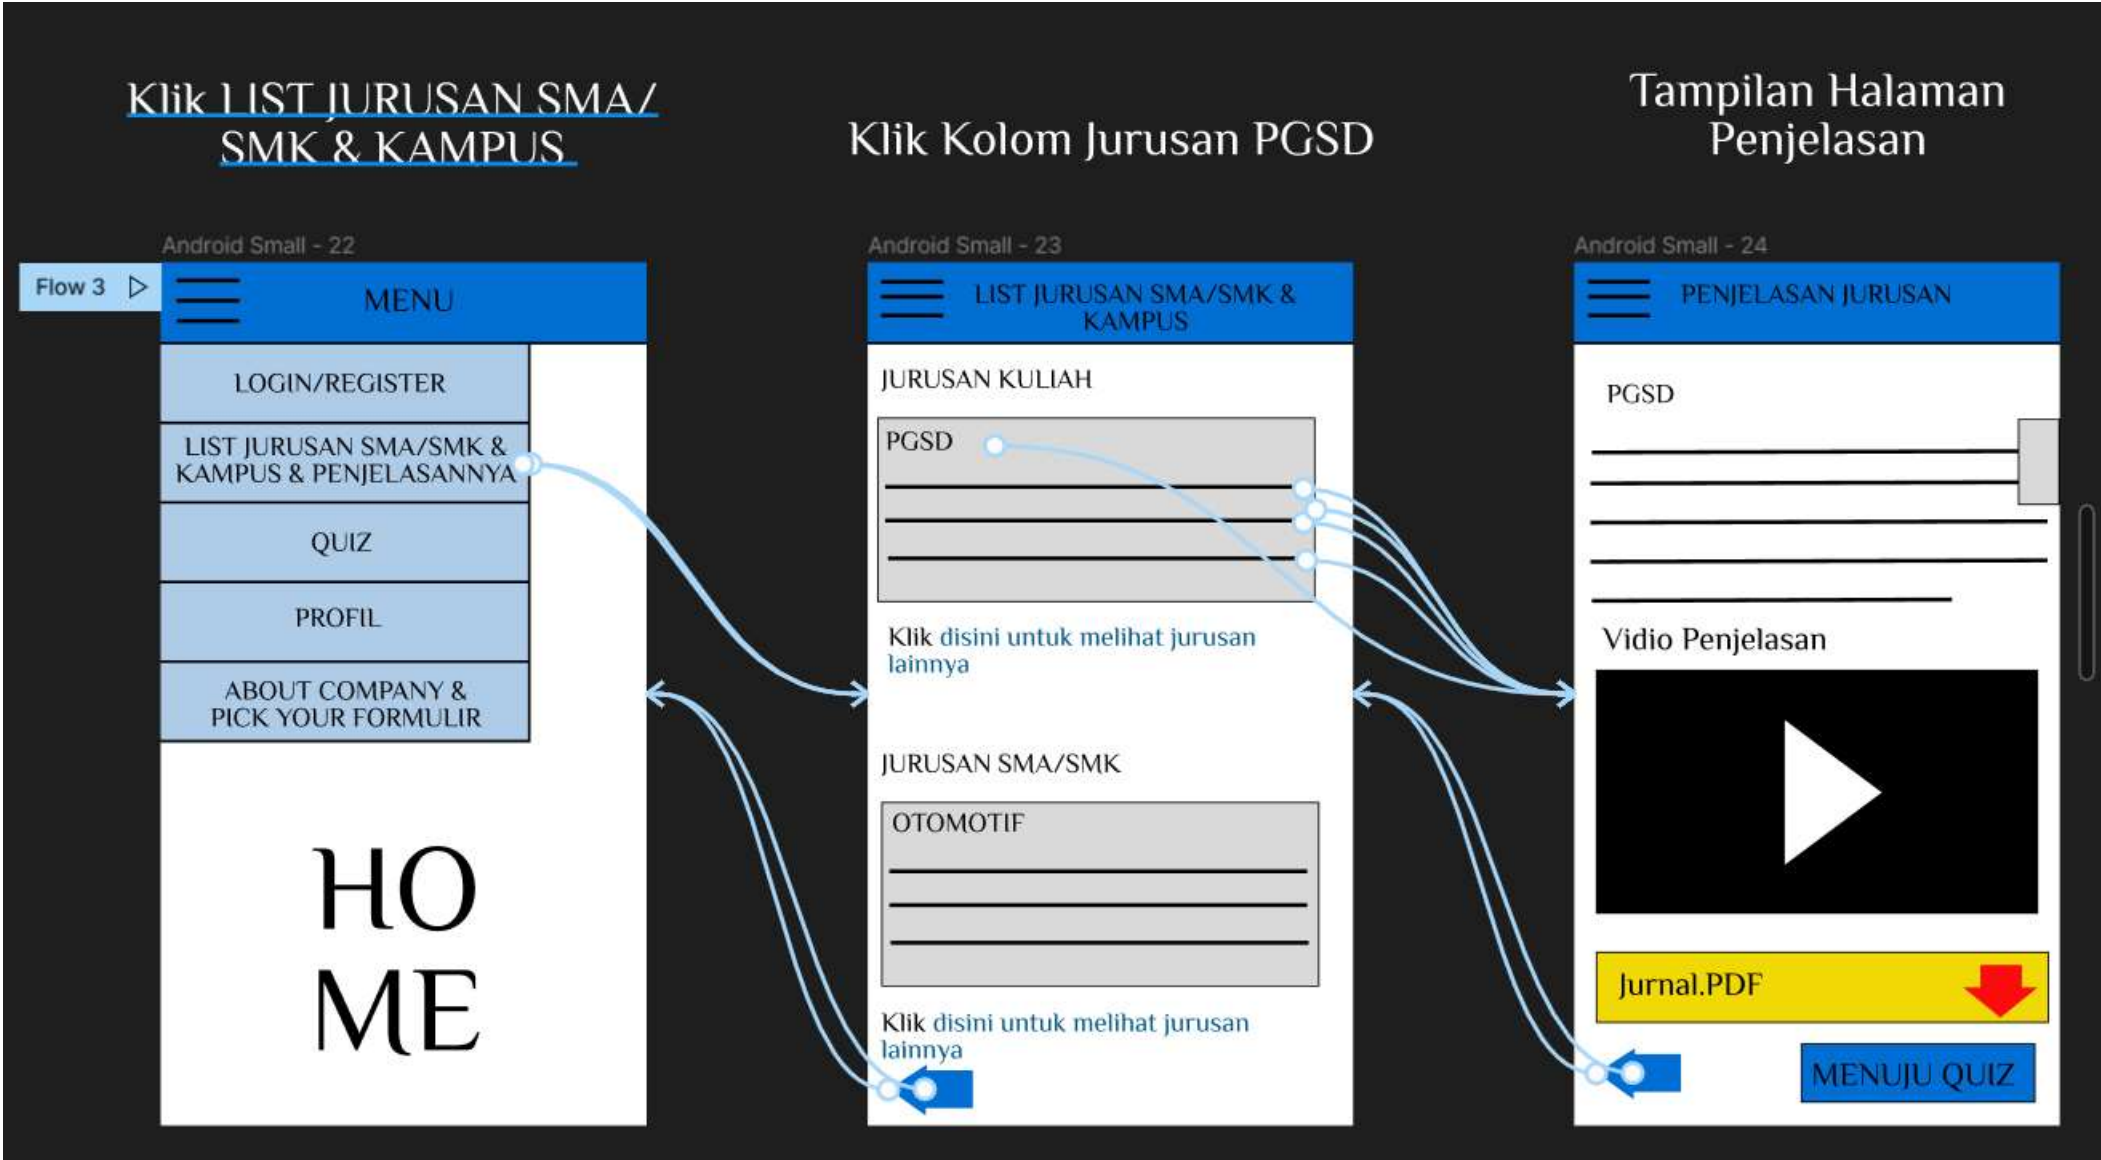 Klik LIST JURUSAN SMA/
SMK & KAMPUS
Klik Kolom Jurusan PGSD
Tampilan Halaman
Penjelasan
Flow 3
Android Small - 22
MENU
LOGIN/REGISTER
LIST JURUSAN SMA/SMK &
KAMPUS & PENJELASANNYA
QUIZ
PROFIL
ABOUT COMPANY &
PICK YOUR FORMULIR
HO
ME
Android Small - 23
LIST JURUSAN SMA/SMK &
KAMPUS
JURUSAN KULIAH
PGSD
Klik disini untuk melihat jurusan
lainnya
JURUSAN SMA/SMK
OTOMOTIF
Klik disini untuk melihat jurusan
lainnya
Android Small - 24
PENJELASAN JURUSAN
PGSD
Vidio Penjelasan
Jurnal.PDF
MENUJU QUIZ